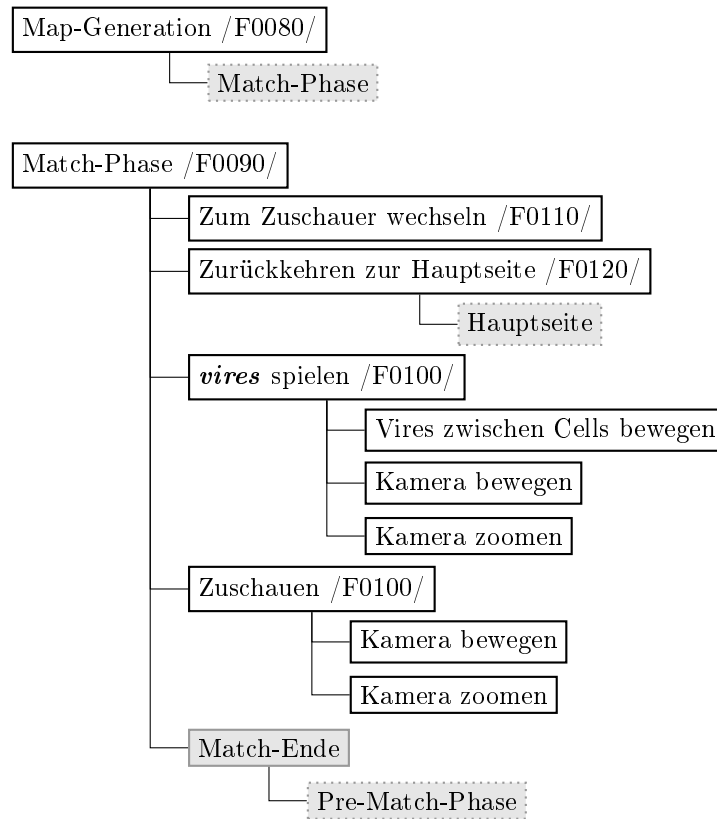 Map-Generation /F0080/
Match-Phase
Match-Phase /F0090/
Zum Zuschauer wechseln /F0110/
Zurückkehren zur Hauptseite /F0120/
Hauptseite
vires spielen /F0100/
Vires zwischen Cells bewegen
Kamera bewegen
Kamera zoomen
Zuschauen /F0100/
Kamera bewegen
Kamera zoomen
Match-Ende
Pre-Match-Phase